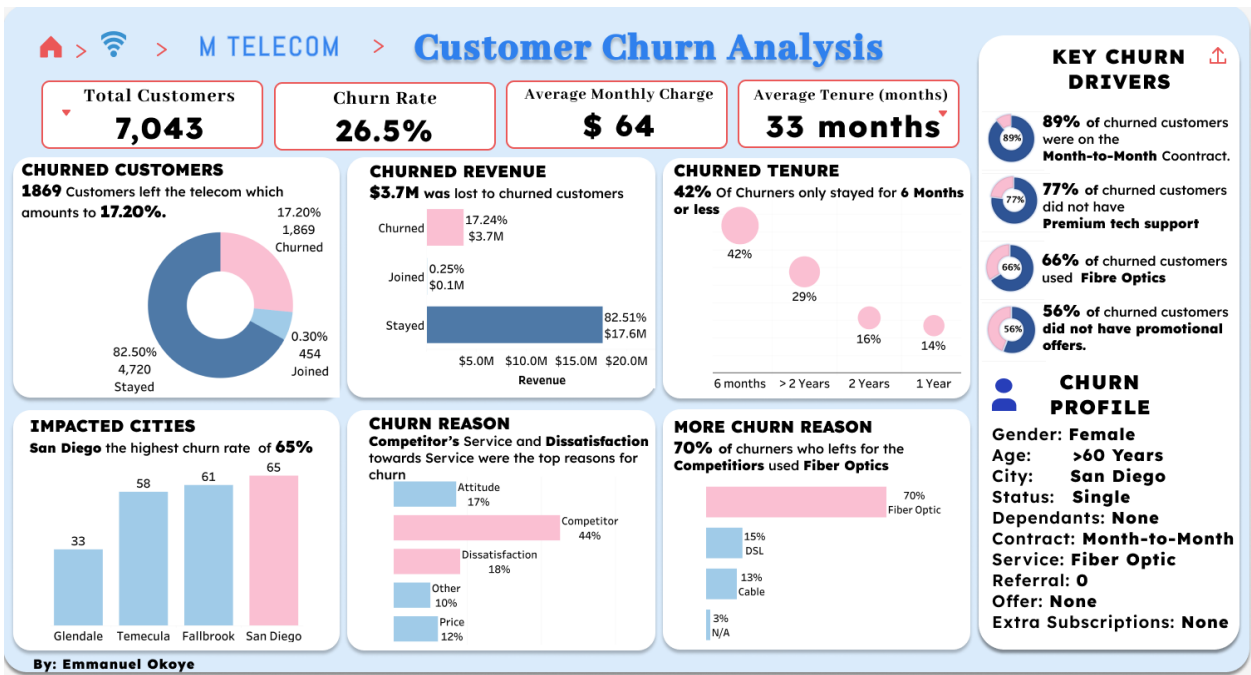 M TELECOM
Customer Churn Analysis
Total Customers
7,043
Churn Rate
26.5%
Average Monthly Charge
$ 64
Average Tenure (months)
33 months
CHURNED CUSTOMERS
1869 Customers left the telecom which
amounts to 17.20%.
17.20%
1,869
Churned
0.30%
454
Joined
82.50%
4,720
Stayed
CHURNED REVENUE
$3.7M was lost to churned customers
Churned
17.24%
$3.7M
Joined
0.25%
$0.1M
Stayed
82.51%
$17.6M
$5.0M $10.0M $15.0M $20.0M
Revenue
CHURNED TENURE
42% Of Churners only stayed for 6 Months
or less
42%
29%
16%
14%
6 months > 2 Years 2 Years 1 Year
IMPACTED CITIES
San Diego the highest churn rate of 65%
33
58
61
65
Glendale Temecula Fallbrook San Diego
CHURN REASON
Competitor's Service and Dissatisfaction
towards Service were the top reasons for
churn
Attitude
17%
Competitor
44%
Dissatisfaction
18%
Other
10%
Price
12%
MORE CHURN REASON
70% of churners who lefts for the
Competitiors used Fiber Optics
70%
Fiber Optic
15%
DSL
13%
Cable
3%
N/A
KEY CHURN
DRIVERS
89%
89% of churned customers
were on the
Month-to-Month Coontract.
77%
77% of churned customers
did not have
Premium tech support
66%
66% of churned customers
used Fibre Optics
56%
56% of churned customers
did not have promotional
offers.
CHURN
PROFILE
Gender: Female
Age: >60 Years
City: San Diego
Status: Single
Dependants: None
Contract: Month-to-Month
Service: Fiber Optic
Referral: 0
Offer: None
Extra Subscriptions: None
By: Emmanuel Okoye